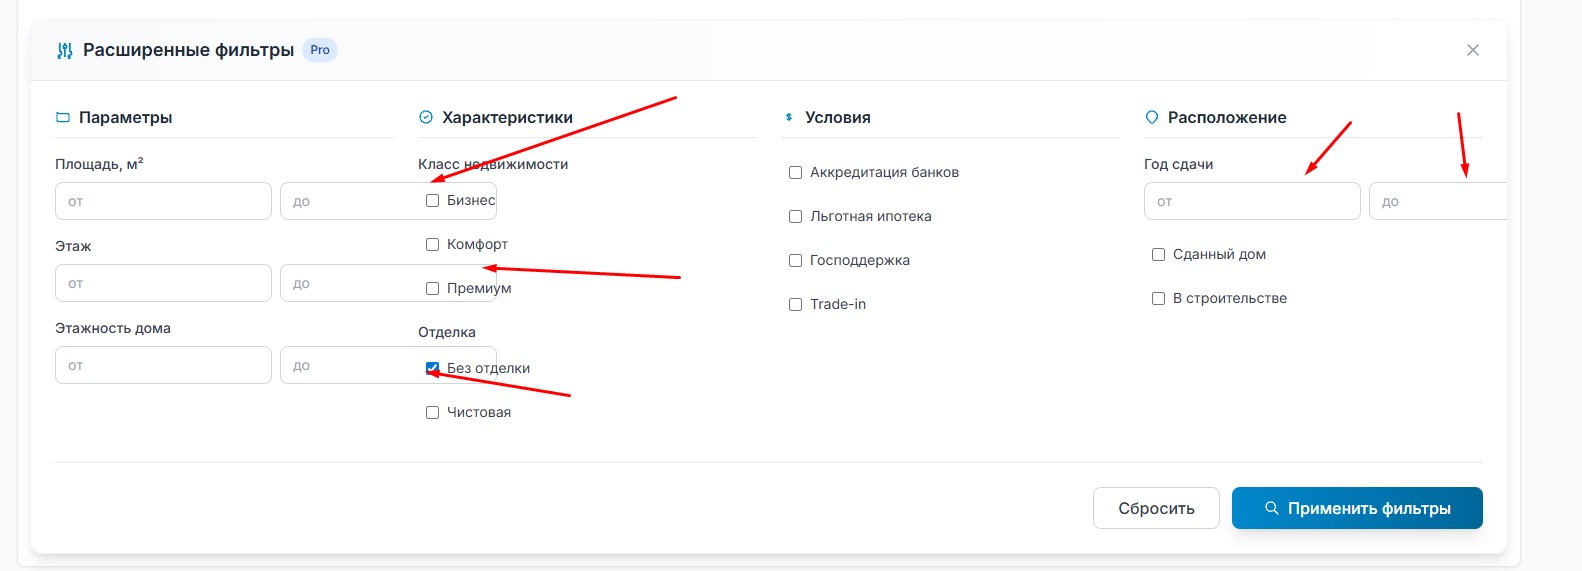 Расширенные фильтры Pro
Параметры
Площадь, м²
от
до
Этаж
от
до
Этажность дома
от
до
Характеристики
Класс недвижимости
Бизнес
Комфорт
Премиум
Отделка
Без отделки
Чистовая
Условия
Аккредитация банков
Льготная ипотека
Господдержка
Trade-in
Расположение
Год сдачи
от
до
Сданный дом
В строительстве
Сбросить
Применить фильтры